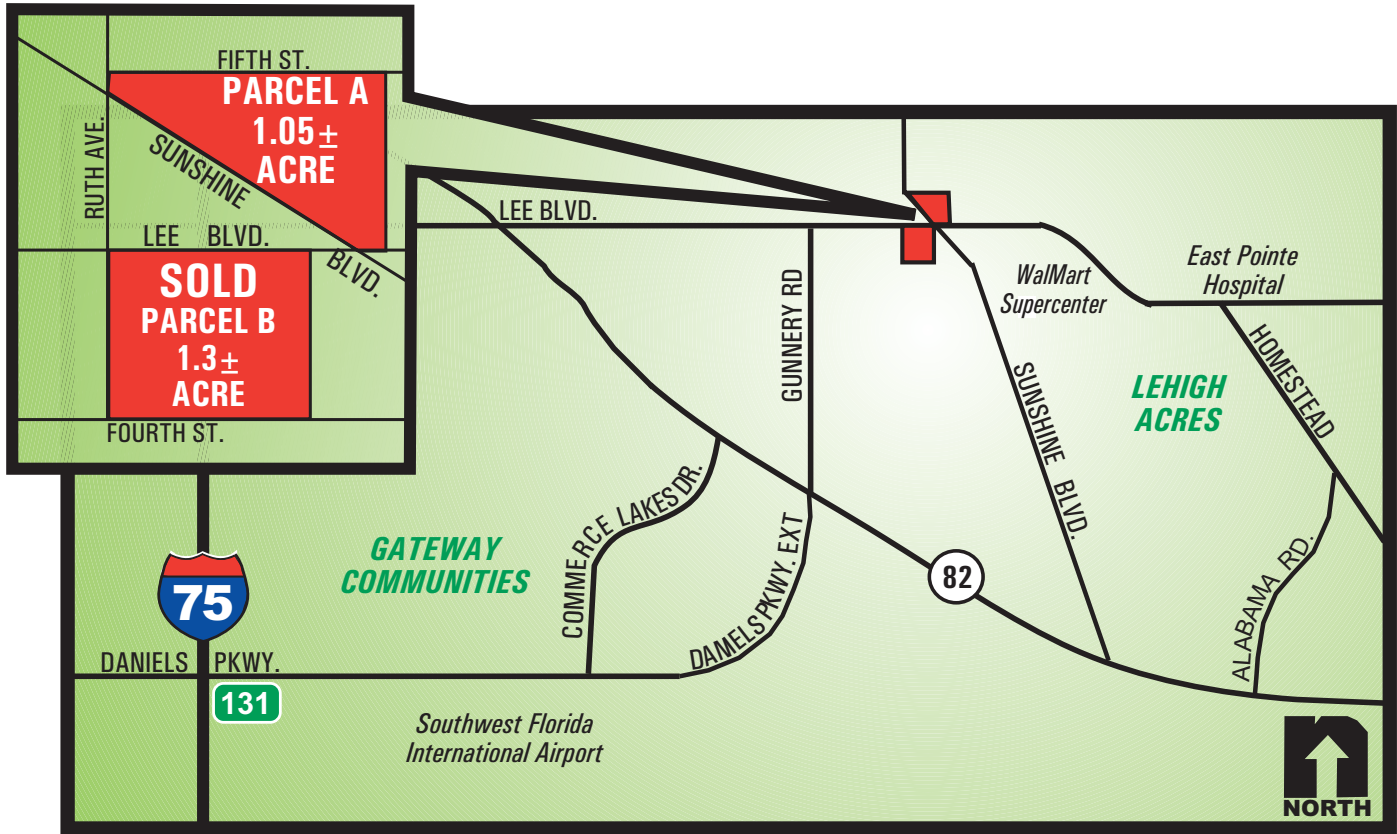 FIFTH ST.
PARCEL A
1.05±
ACRE
RUTH AVE.
SUNSHINE
BLVD.
LEE BLVD.
SOLD
PARCEL B
1.3±
ACRE
FOURTH ST.
LEE BLVD.
GUNNERY RD
WalMart
Supercenter
East Pointe
Hospital
HOMESTEAD
LEHIGH
ACRES
SUNSHINE BLVD.
COMMERCE LAKES DR.
GATEWAY
COMMUNITIES
DAMELS PKWY. EXT
82
ALABAMA RD.
75
DANIELS PKWY.
131
Southwest Florida
International Airport
n
NORTH